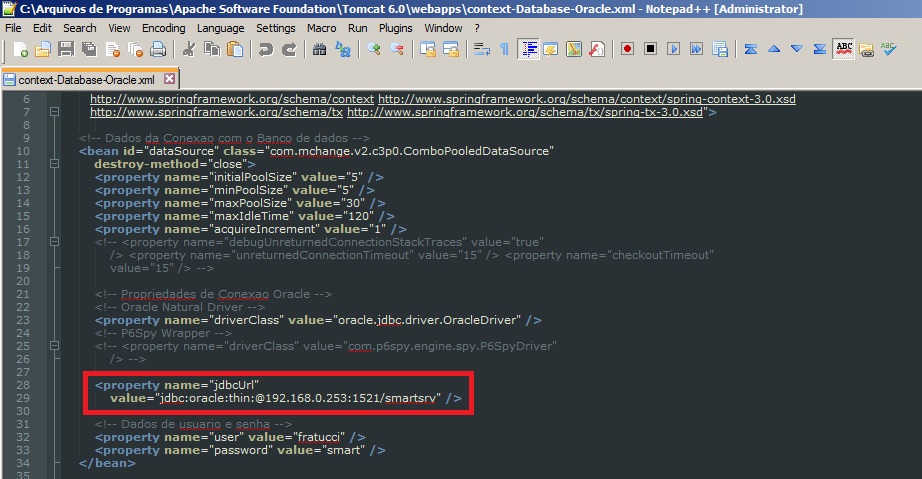 C:\Arquivos de Programas\Apache Software Foundation\Tomcat 6.0\webapps\context-Database-Oracle.xml - Notepad++ [Administrator]
File Edit Search View Encoding Language Settings Macro Run Plugins Window ?
context-Database-Oracle.xml
6 http://www.springframework.org/schema/context http://www.springframework.org/schema/context/spring-context-3.0.xsd
7 http://www.springframework.org/schema/tx http://www.springframework.org/schema/tx/spring-tx-3.0.xsd">
8
9 <!-- Dados da Conexao com o Banco de dados -->
10 <bean id="dataSource" class="com.mchange.v2.c3p0.ComboPooledDataSource"
11 destroy-method="close">
12 <property name="initialPoolSize" value="5" />
13 <property name="minPoolSize" value="5" />
14 <property name="maxPoolSize" value="30" />
15 <property name="maxIdleTime" value="120" />
16 <property name="acquireIncrement" value="1" />
17 <!-- <property name="debugUnreturnedConnectionStackTraces" value="true"
18 /> <property name="unreturnedConnectionTimeout" value="15" /> <property name="checkoutTimeout"
19 value="15" /> -->
20
21 <!-- Propriedades de Conexao Oracle -->
22 <!-- Oracle Natural Driver -->
23 <property name="driverClass" value="oracle.jdbc.driver.OracleDriver" />
24 <!-- P6Spy Wrapper -->
25 <!-- <property name="driverClass" value="com.p6spy.engine.spy.P6SpyDriver"
26 /> -->
27
28 <property name="jdbcUrl"
29 value="jdbc:oracle:thin:@192.168.0.253:1521/smartsrv" />
30
31 <!-- Dados de usuario e senha -->
32 <property name="user" value="fratucci" />
33 <property name="password" value="smart" />
34 </bean>
35